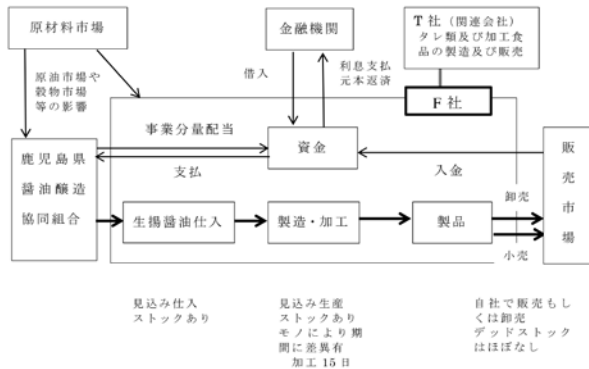 原材料市場
金融機関
T社（関連会社）
タレ類及び加工食
品の製造及び販売
原油市場や
穀物市場
等の影響
借入
利息支払
元本返済
F社
事業分量配当
支払
資金
入金
鹿児島県
醤油醸造
協同組合
生揚醤油仕入
製造・加工
製品
卸売
小売
販売市場
見込み仕入
ストックあり
見込み生産
ストックあり
モノにより期
間に差異有
加工15日
自社で販売もし
くは卸売
デッドストック
はほぼなし